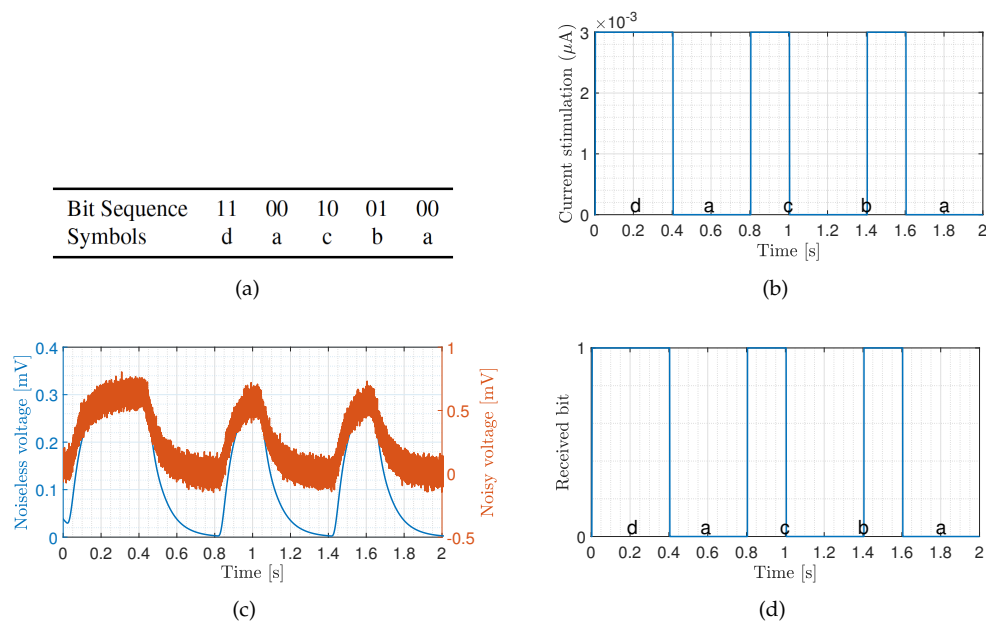 Bit Sequence 11 00 10 01 00
Symbols d a c b a
(a)
×10⁻³
Current stimulation (μA)
3
2
1
0
d a c b a
0 0.2 0.4 0.6 0.8 1 1.2 1.4 1.6 1.8 2
Time [s]
(b)
Noiseless voltage [mV]
0.4
0.3
0.2
0.1
0
1
0.5
0
-0.5
Noisy voltage [mV]
0 0.2 0.4 0.6 0.8 1 1.2 1.4 1.6 1.8 2
Time [s]
(c)
Received bit
1
0
d a c b a
0 0.2 0.4 0.6 0.8 1 1.2 1.4 1.6 1.8 2
Time [s]
(d)